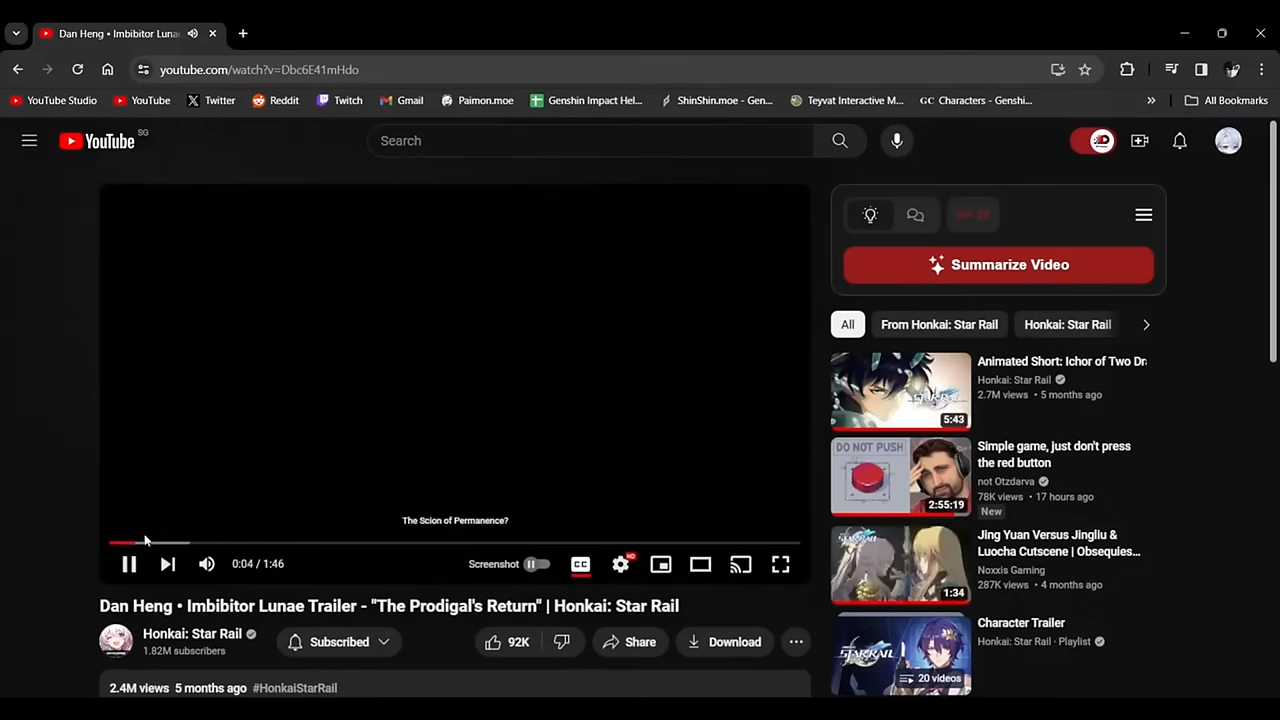 Dan Heng • Imbibitor Lunae
youtube.com/watch?v=Dbc6E41mHdo
YouTube Studio
YouTube
Twitter
Reddit
Twitch
Gmail
Paimon.moe
Genshin Impact Hel...
ShinShin.moe - Gen...
Teyvat Interactive M...
GC Characters - Genshi...
All Bookmarks
YouTube SG
Search
Summarize Video
All
From Honkai: Star Rail
Honkai: Star Rail
The Scion of Permanence?
0:04 / 1:46
Screenshot
CC
HD
Dan Heng • Imbibitor Lunae Trailer - "The Prodigal's Return" | Honkai: Star Rail
Honkai: Star Rail
1.82M subscribers
Subscribed
92K
Share
Download
2.4M views 5 months ago #HonkaiStarRail
STAR RAIL
5:43
Animated Short: Ichor of Two Dr
Honkai: Star Rail
2.7M views • 5 months ago
DO NOT PUSH
2:55:19
Simple game, just don't press
the red button
not Otzdarva
78K views • 17 hours ago
New
1:34
Jing Yuan Versus Jingliu &
Luocha Cutscene | Obsequies...
Noxxis Gaming
287K views • 4 months ago
STAR RAIL
20 videos
Character Trailer
Honkai: Star Rail · Playlist